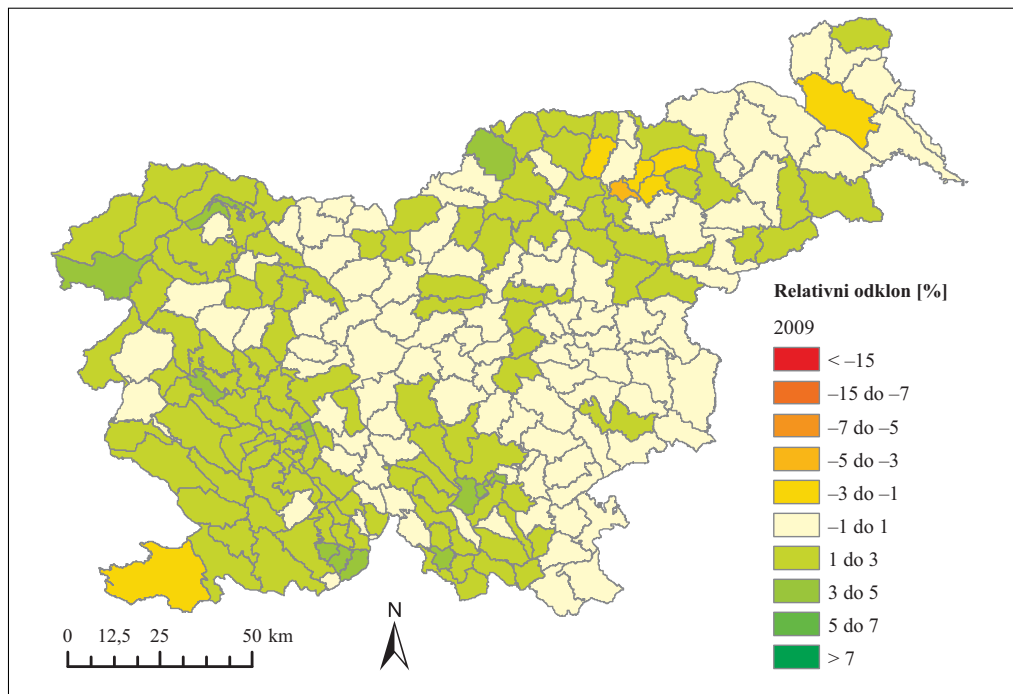 Relativni odklon [%]
2009
< –15
–15 do –7
–7 do –5
–5 do –3
–3 do –1
–1 do 1
1 do 3
3 do 5
5 do 7
> 7
N
0 12,5 25 50 km